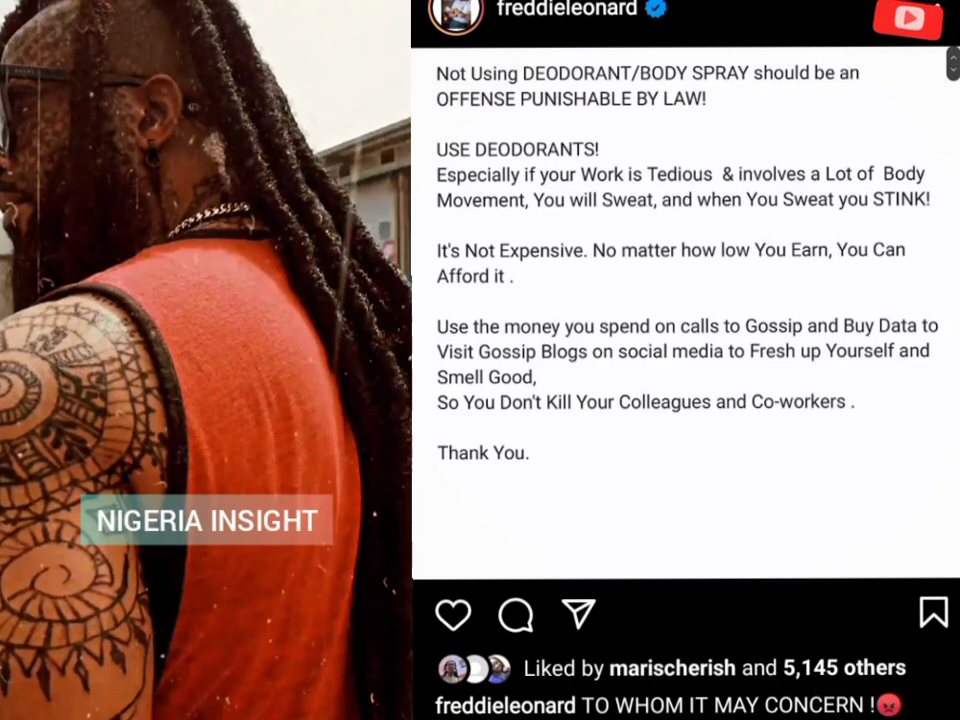 NIGERIA INSIGHT
freddieleonard
Not Using DEODORANT/BODY SPRAY should be an
OFFENSE PUNISHABLE BY LAW!
USE DEODORANTS!
Especially if your Work is Tedious & involves a Lot of Body
Movement, You will Sweat, and when You Sweat you STINK!
It's Not Expensive. No matter how low You Earn, You Can
Afford it .
Use the money you spend on calls to Gossip and Buy Data to
Visit Gossip Blogs on social media to Fresh up Yourself and
Smell Good,
So You Don't Kill Your Colleagues and Co-workers .
Thank You.
Liked by marischerish and 5,145 others
freddieleonard TO WHOM IT MAY CONCERN !😡